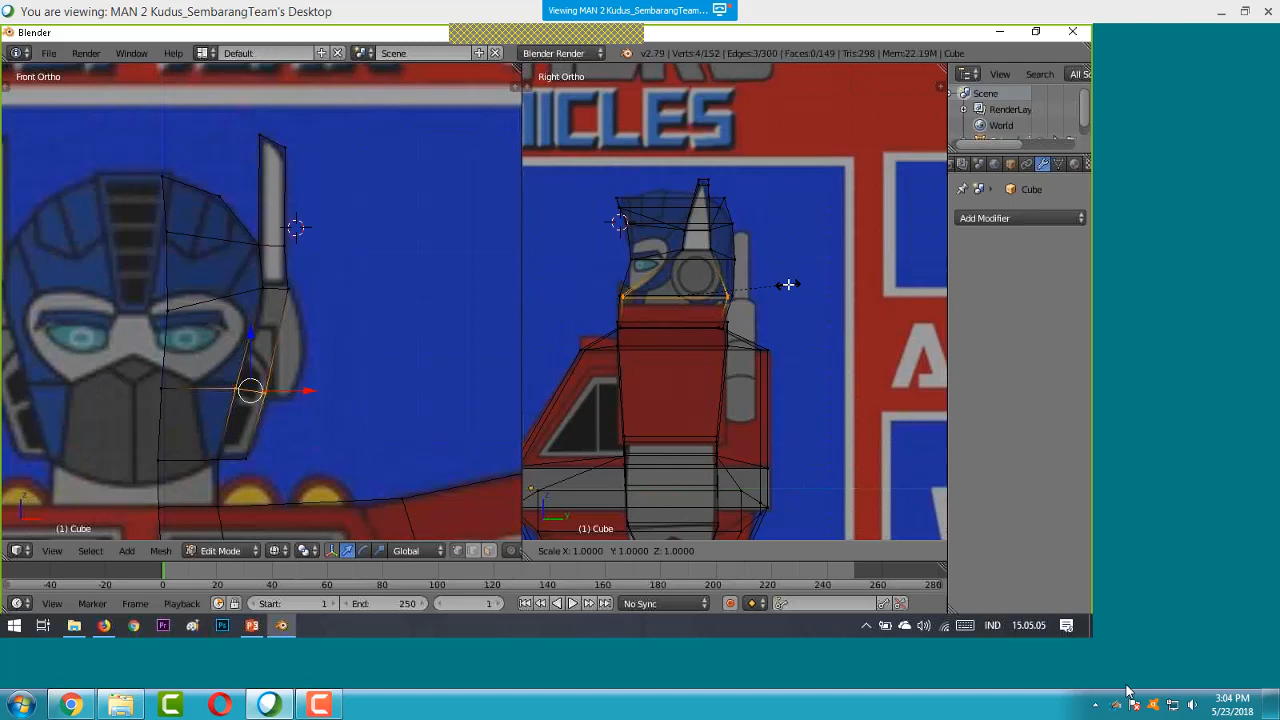 You are viewing: MAN 2 Kudus_SembarangTeam's Desktop
Viewing MAN 2 Kudus_SembarangTeam...
Blender
File Render Window Help Default Scene Blender Render v2.79 | Verts:4/152 | Edges:3/300 | Faces:0/149 | Tris:298 | Mem:22.19M | Cube
Front Ortho
Right Ortho
View Search All Sc
Scene
RenderLay
World
HICLES
Cube
Add Modifier
A
(1) Cube
(1) Cube
View Select Add Mesh Edit Mode Global Scale X: 1.0000 Y: 1.0000 Z: 1.0000
-40 -20 0 20 40 60 80 100 120 140 160 180 200 220 240 260 280
View Marker Frame Playback Start: 1 End: 250 1 No Sync
IND 15.05.05
3:04 PM
5/23/2018